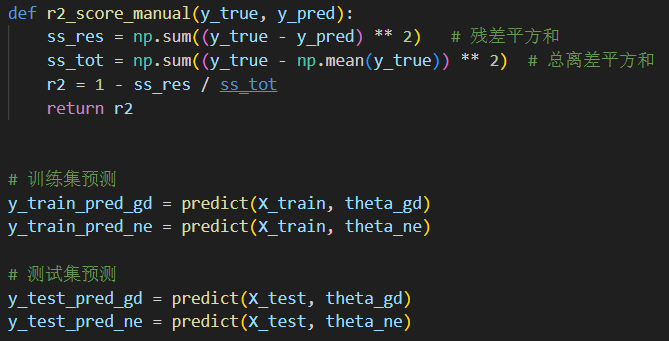 def r2_score_manual(y_true, y_pred):
    ss_res = np.sum((y_true - y_pred) ** 2)   # 残差平方和
    ss_tot = np.sum((y_true - np.mean(y_true)) ** 2)  # 总离差平方和
    r2 = 1 - ss_res / ss_tot
    return r2
# 训练集预测
y_train_pred_gd = predict(X_train, theta_gd)
y_train_pred_ne = predict(X_train, theta_ne)
# 测试集预测
y_test_pred_gd = predict(X_test, theta_gd)
y_test_pred_ne = predict(X_test, theta_ne)